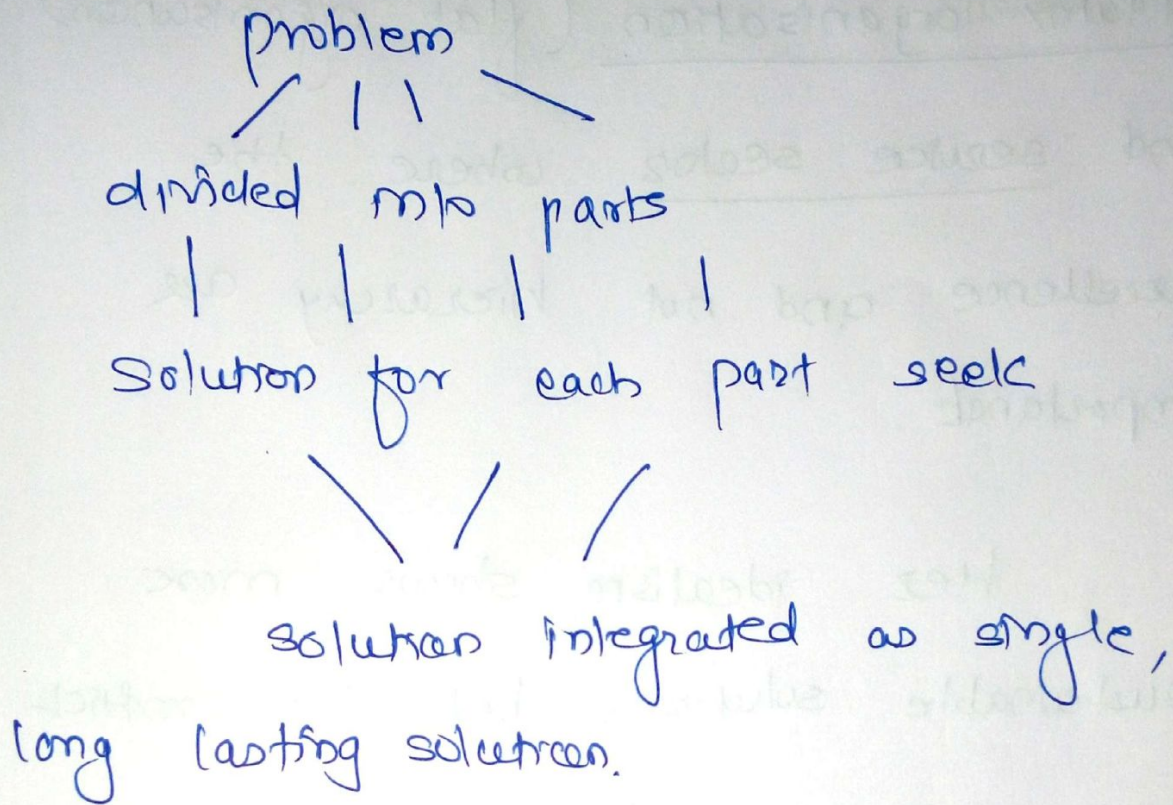 problem
divided into parts
solution for each part seek
solution integrated as single,
long lasting solution.